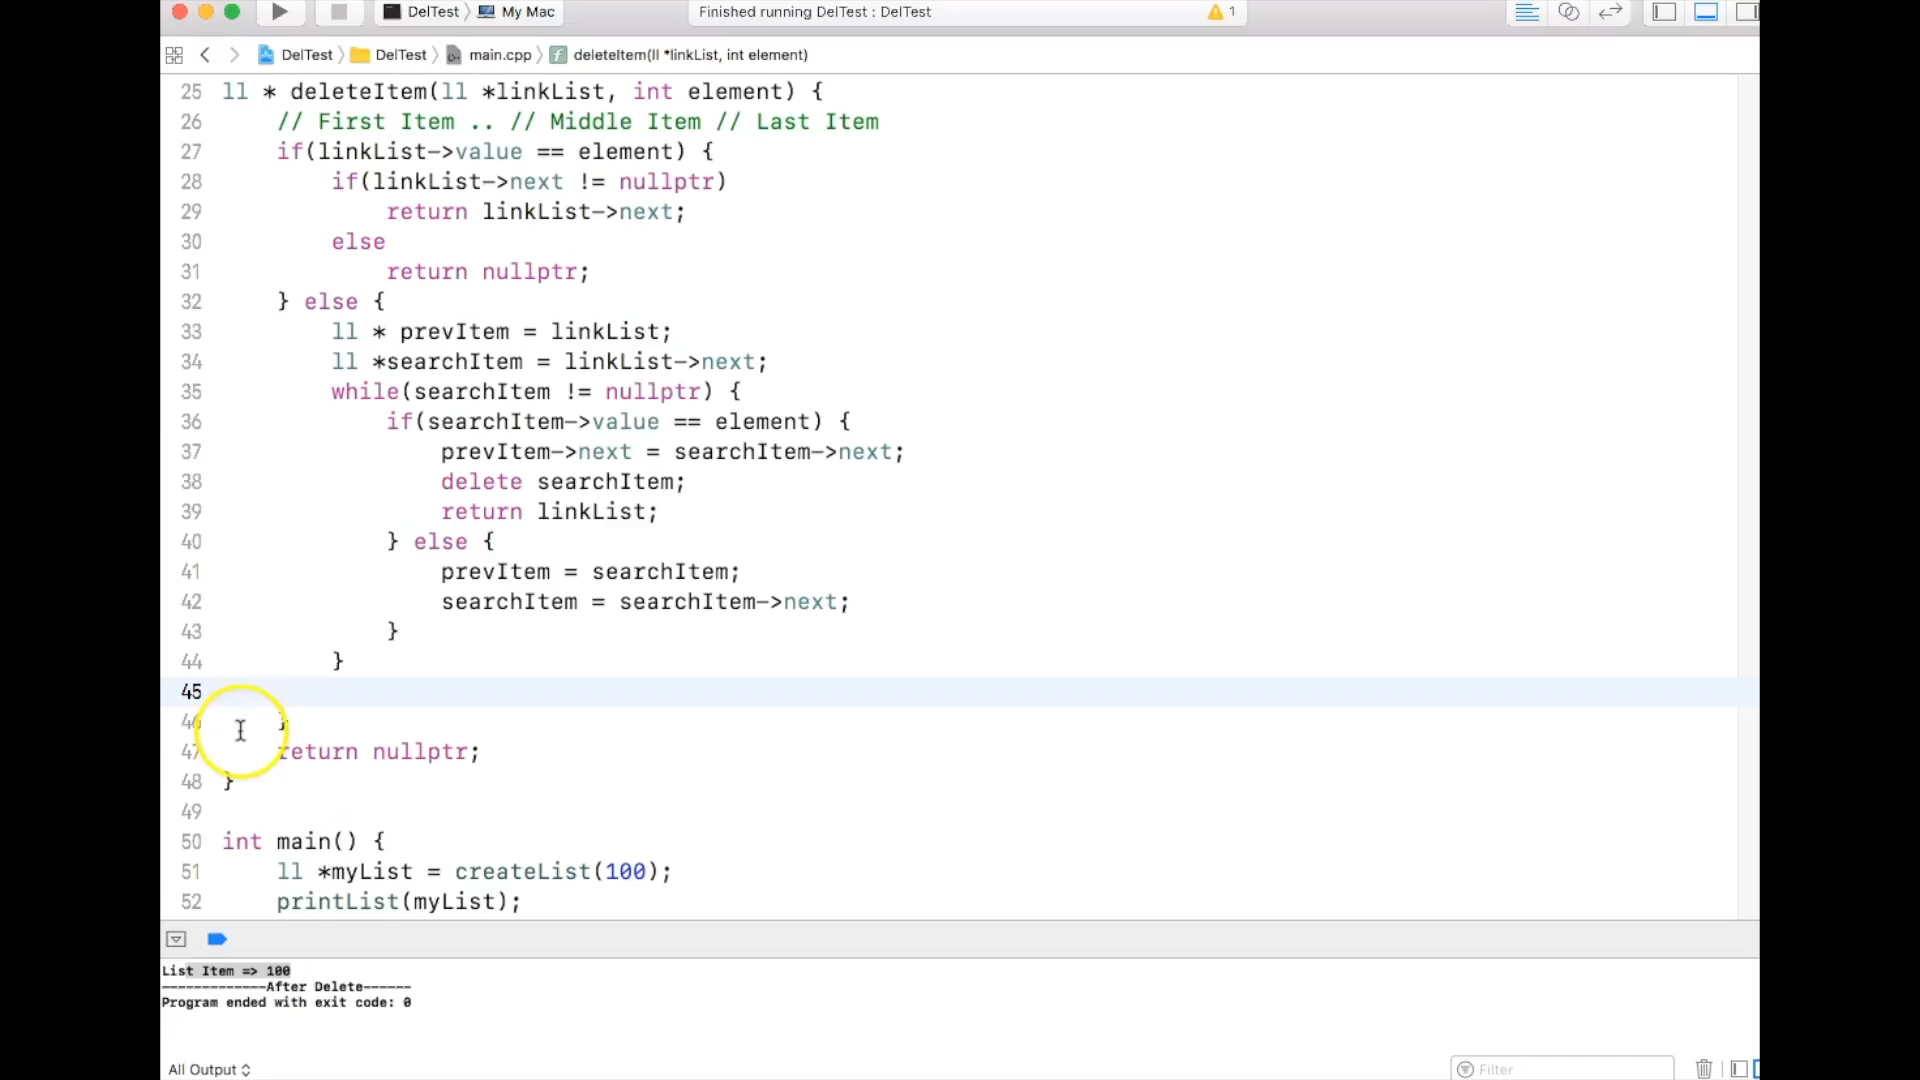 DelTest 〉 My Mac
Finished running DelTest : DelTest
1
DelTest 〉 DelTest 〉 main.cpp 〉 deleteItem(ll *linkList, int element)
25 ll * deleteItem(ll *linkList, int element) {
26 // First Item .. // Middle Item // Last Item
27 if(linkList->value == element) {
28 if(linkList->next != nullptr)
29 return linkList->next;
30 else
31 return nullptr;
32 } else {
33 ll * prevItem = linkList;
34 ll *searchItem = linkList->next;
35 while(searchItem != nullptr) {
36 if(searchItem->value == element) {
37 prevItem->next = searchItem->next;
38 delete searchItem;
39 return linkList;
40 } else {
41 prevItem = searchItem;
42 searchItem = searchItem->next;
43 }
44 }
45
46 }
47 return nullptr;
48 }
49
50 int main() {
51 ll *myList = createList(100);
52 printList(myList);
List Item => 100
-------------After Delete------
Program ended with exit code: 0
All Output
Filter